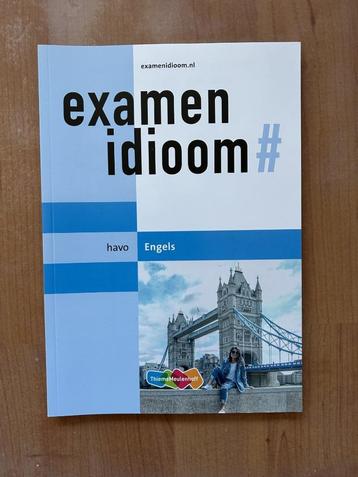 examenidioom.nl
examen
idioom#
havo Engels
ThiemeMeulenhoff